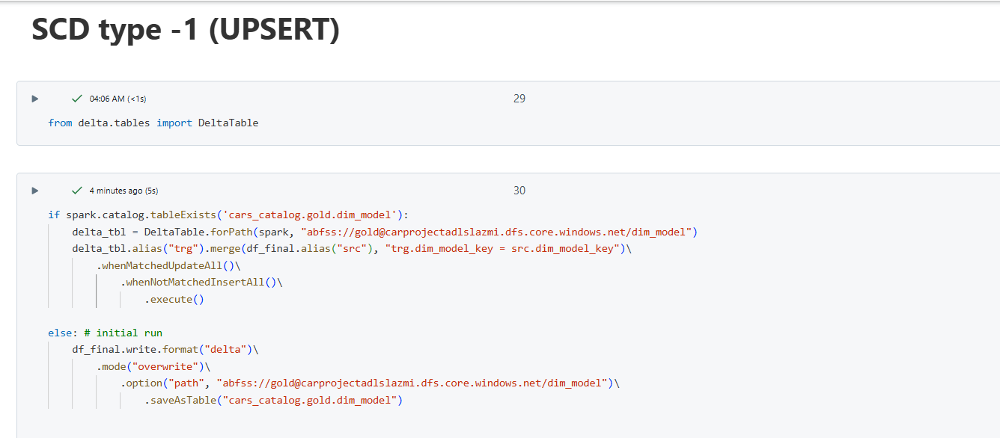 SCD type -1 (UPSERT)
04:06 AM (<1s)
29
from delta.tables import DeltaTable
4 minutes ago (5s)
30
if spark.catalog.tableExists('cars_catalog.gold.dim_model'):
    delta_tbl = DeltaTable.forPath(spark, "abfss://gold@carprojectadlslazmi.dfs.core.windows.net/dim_model")
    delta_tbl.alias("trg").merge(df_final.alias("src"), "trg.dim_model_key = src.dim_model_key")\
        .whenMatchedUpdateAll()\
            .whenNotMatchedInsertAll()\
                .execute()
else: # initial run
    df_final.write.format("delta")\
        .mode("overwrite")\
            .option("path", "abfss://gold@carprojectadlslazmi.dfs.core.windows.net/dim_model")\
                .saveAsTable("cars_catalog.gold.dim_model")